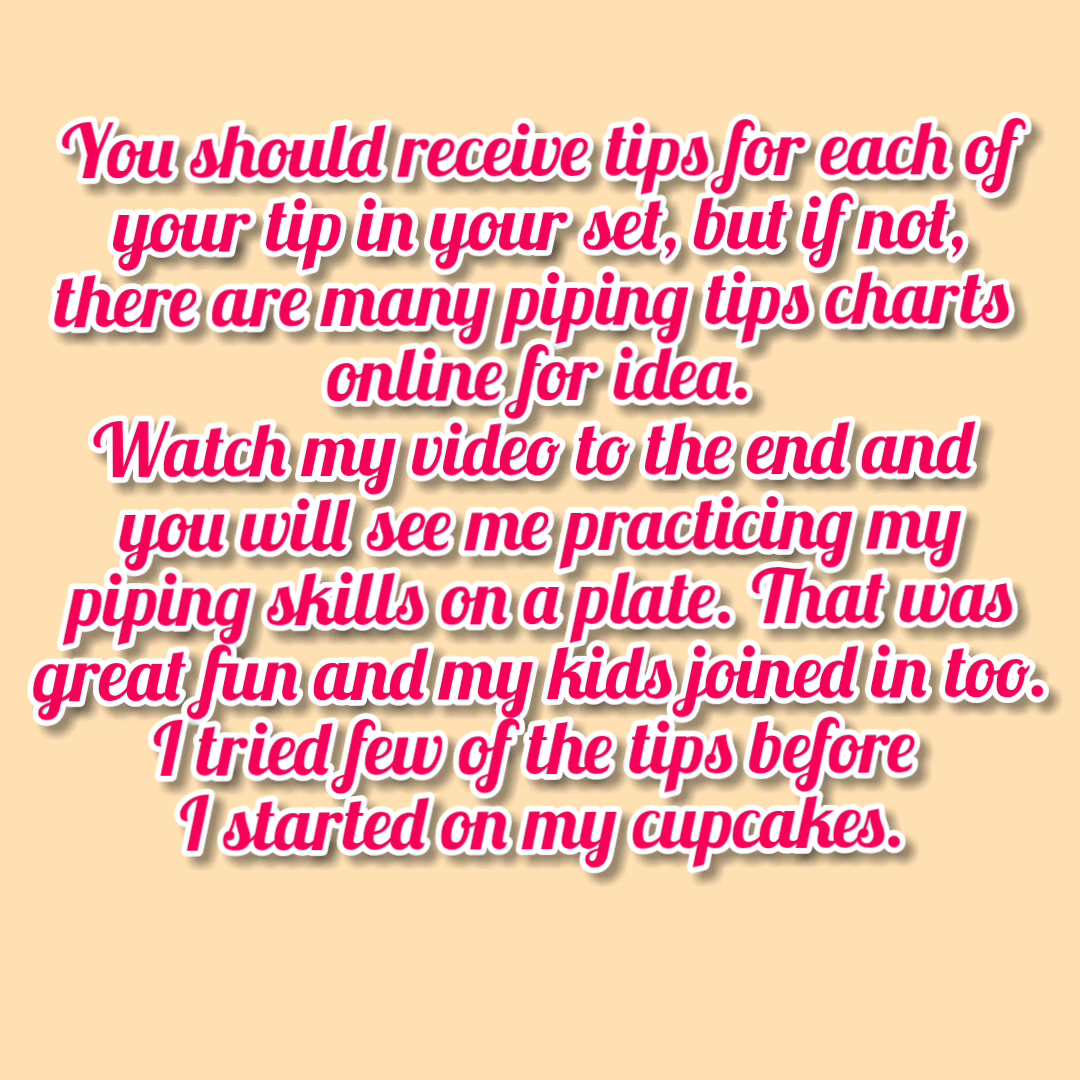 You should receive tips for each of
your tip in your set, but if not,
there are many piping tips charts
online for idea.
Watch my video to the end and
you will see me practicing my
piping skills on a plate. That was
great fun and my kids joined in too.
I tried few of the tips before
I started on my cupcakes.